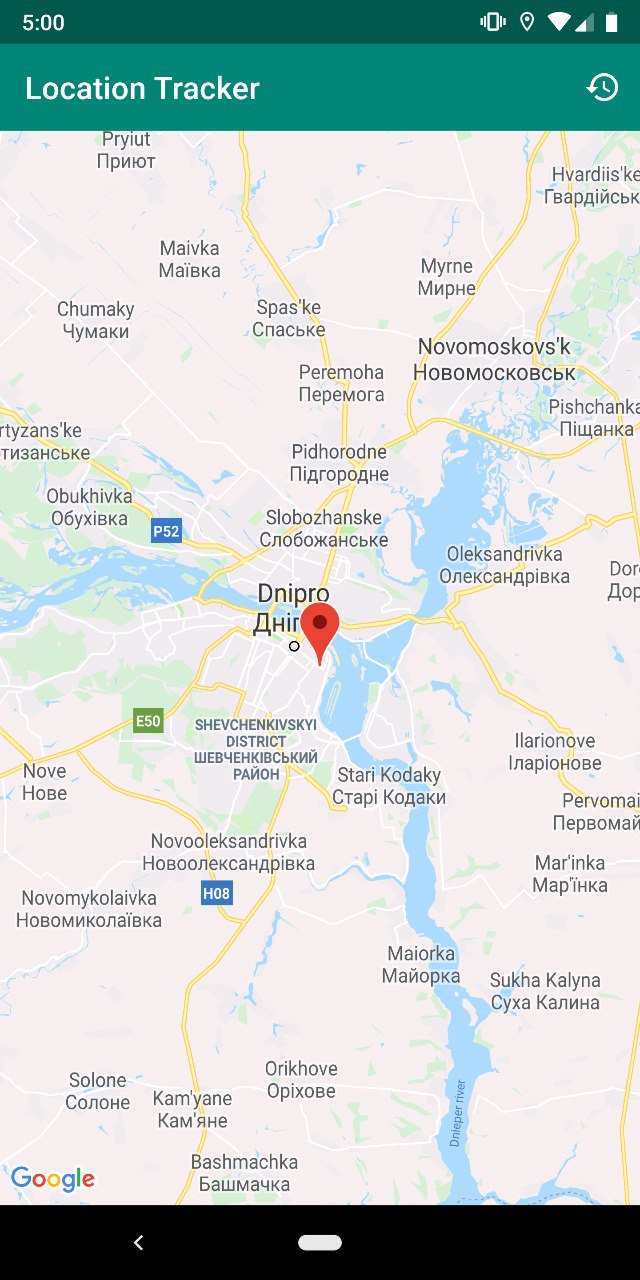 5:00
Location Tracker
Pryiut
Приют
Hvardiis'ke
Гвардійськ
Maivka
Маївка
Myrne
Мирне
Chumaky
Чумаки
Spas'ke
Спаське
Novomoskovs'k
Новомосковськ
Peremoha
Перемога
Pishchanka
Піщанка
rtyzans'ke
тизанське
Pidhorodne
Підгородне
Obukhivka
Обухівка
P52
Slobozhanske
Слобожанське
Oleksandrivka
Олександрівка
Dor
Дор
Dnipro
Дніп
E50
SHEVCHENKIVSKYI
DISTRICT
ШЕВЧЕНКІВСЬКИЙ
РАЙОН
Ilarionove
Іларіонове
Nove
Нове
Stari Kodaky
Старі Кодаки
Pervomai
Первомай
Novooleksandrivka
Новоолександрівка
Mar'inka
Мар'їнка
H08
Novomykolaivka
Новомиколаївка
Maiorka
Майорка
Sukha Kalyna
Суха Калина
Orikhove
Оріхове
Solone
Солоне
Kam'yane
Кам'яне
Dnieper river
Bashmachka
Башмачка
Google